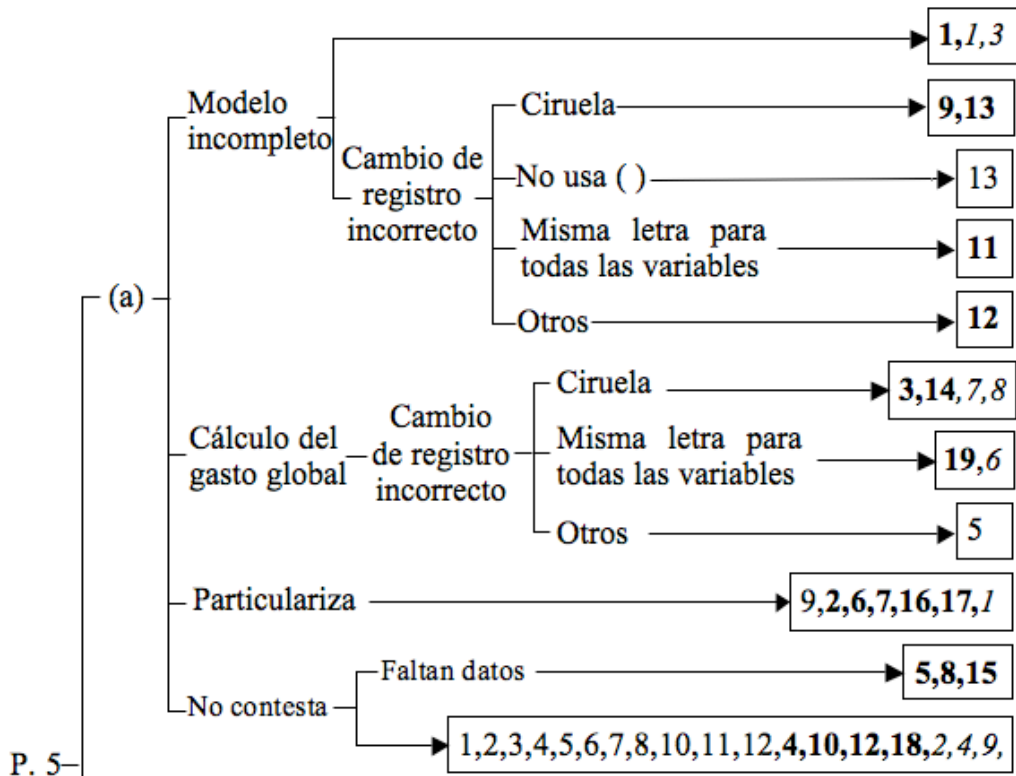 1,1,3
Modelo
incompleto
Ciruela
9,13
Cambio de
registro
incorrecto
No usa ( )
13
Misma letra para
todas las variables
11
Otros
12
(a)
Ciruela
3,14,7,8
Cálculo del
gasto global
Cambio
de registro
incorrecto
Misma letra para
todas las variables
19,6
Otros
5
Particulariza
9,2,6,7,16,17,1
No contesta
Faltan datos
5,8,15
1,2,3,4,5,6,7,8,10,11,12,4,10,12,18,2,4,9,
P. 5